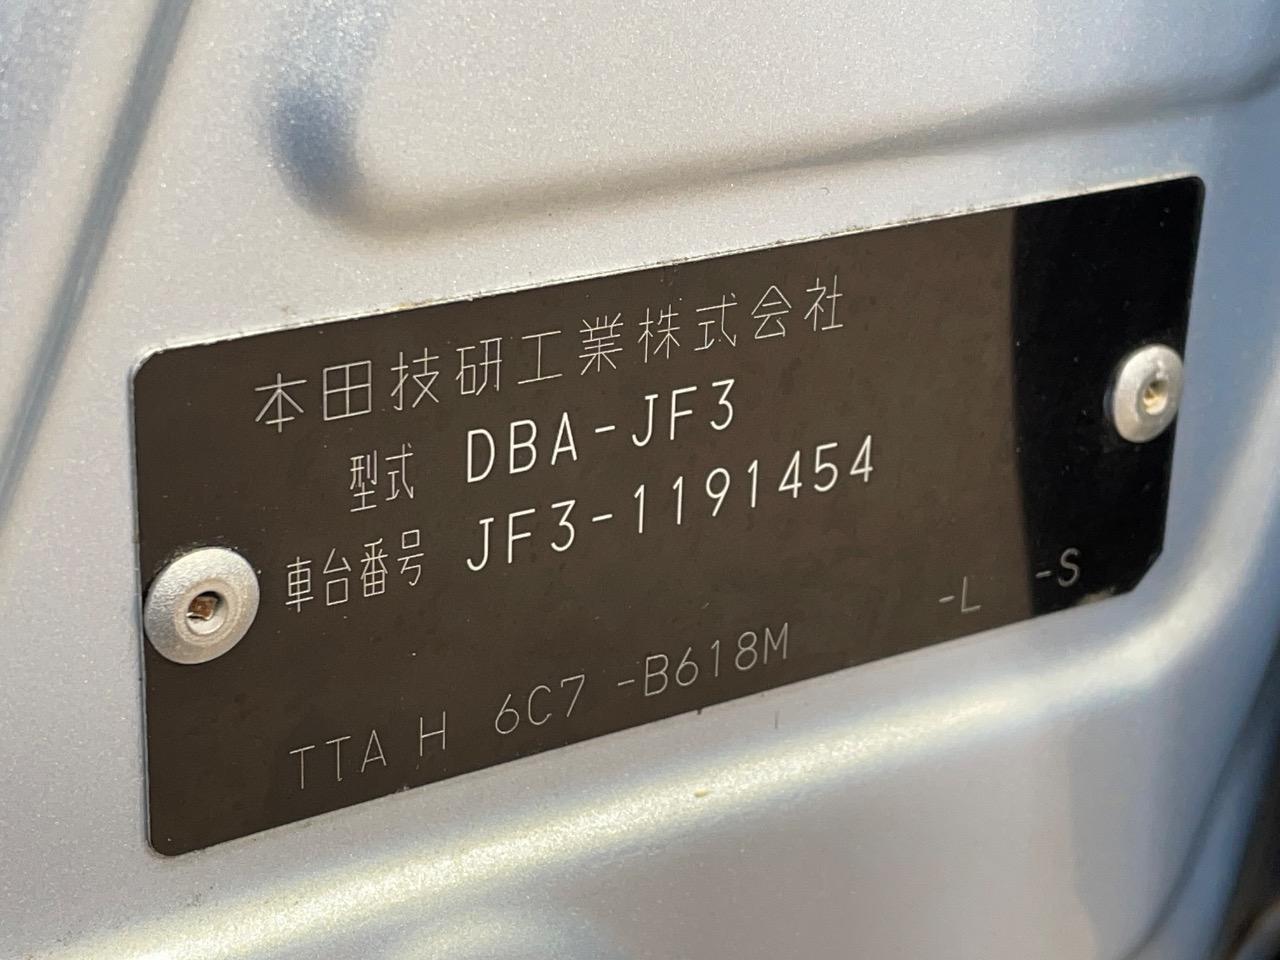 本田技研工業株式会社
型式 DBA-JF3
車台番号 JF3-1191454
TTA H 6C7 -B618M -L -S